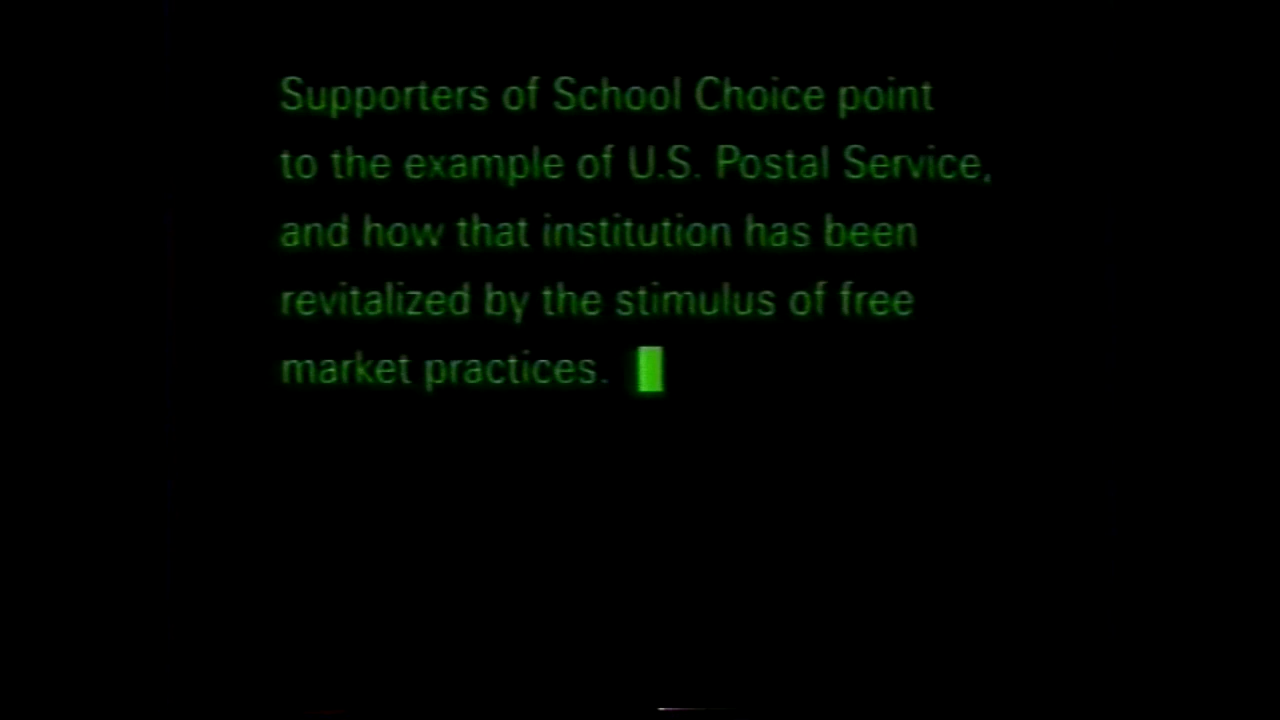 Supporters of School Choice point
to the example of U.S. Postal Service,
and how that institution has been
revitalized by the stimulus of free
market practices.